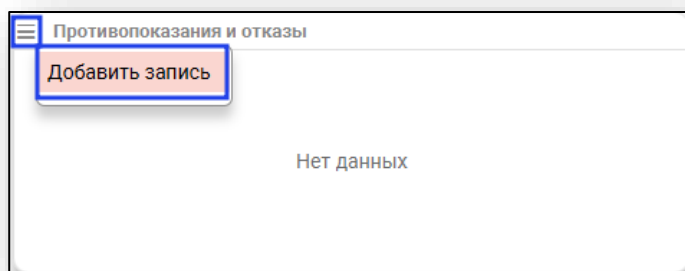 Противопоказания и отказы
Добавить запись
Нет данных